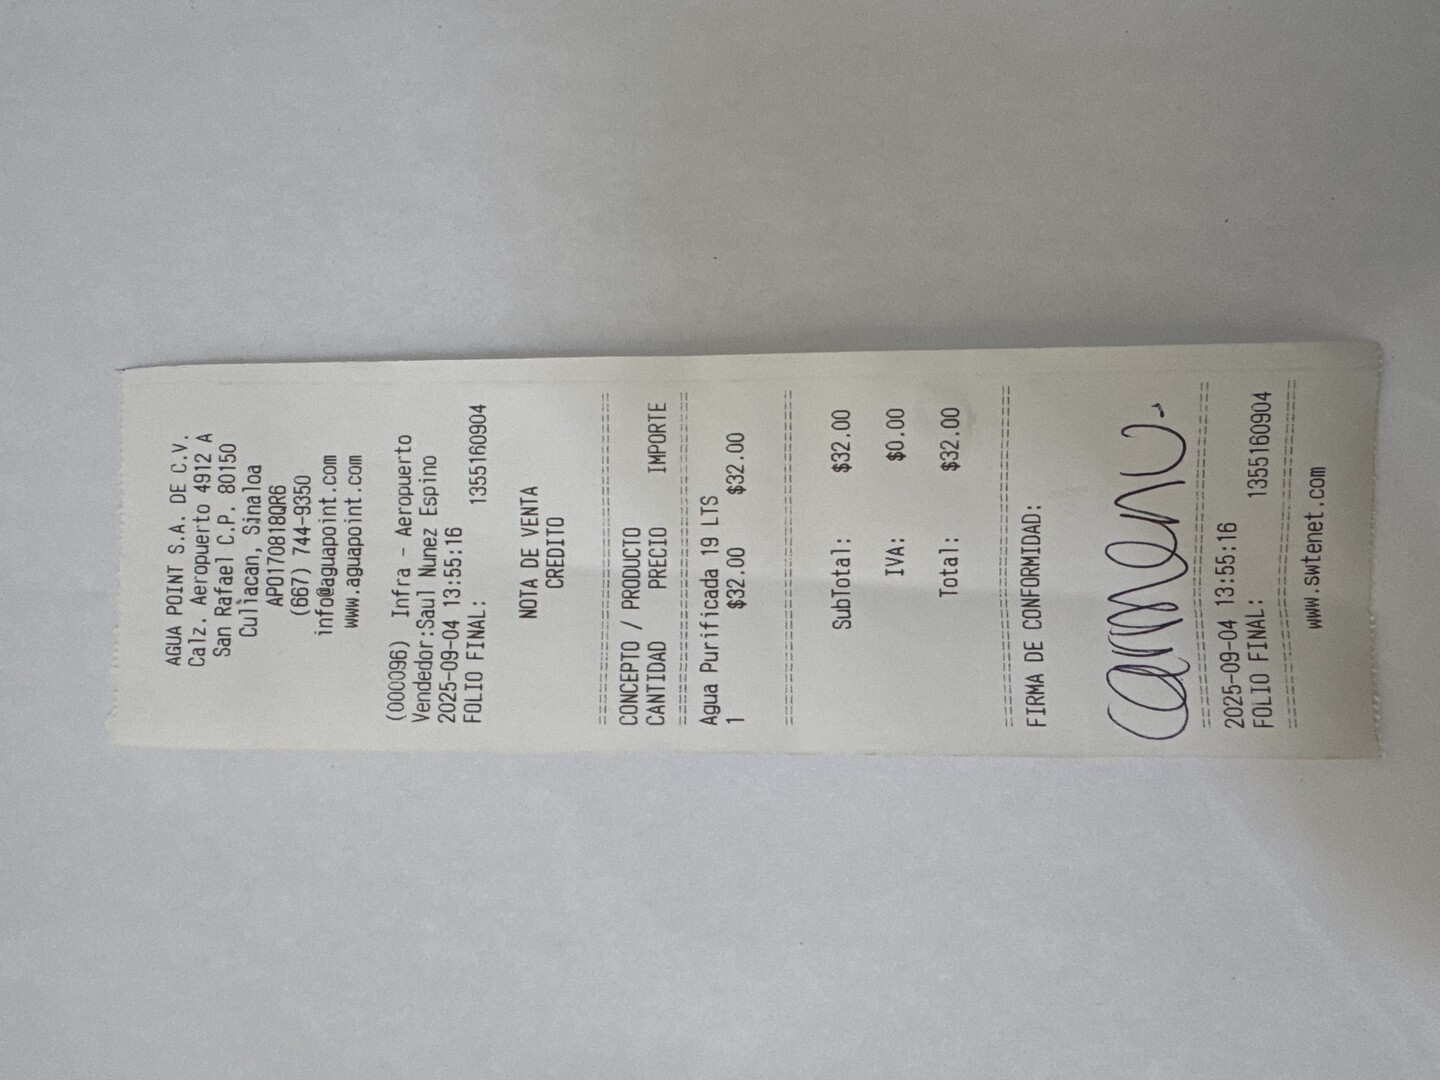 AGUA POINT S.A. DE C.V.
Calz. Aeropuerto 4912 A
San Rafael C.P. 80150
Culiacan, Sinaloa
APO170818QR6
(667) 744-9350
info@aguapoint.com
www.aguapoint.com
(000096) Infra - Aeropuerto
Vendedor:Saul Nunez Espino
2025-09-04 13:55:16
FOLIO FINAL: 1355160904
NOTA DE VENTA
CREDITO
CONCEPTO / PRODUCTO
CANTIDAD PRECIO IMPORTE
Agua Purificada 19 LTS
1 $32.00 $32.00
SubTotal: $32.00
IVA: $0.00
Total: $32.00
FIRMA DE CONFORMIDAD:
Carmen U.
2025-09-04 13:55:16
FOLIO FINAL: 1355160904
www.swtenet.com